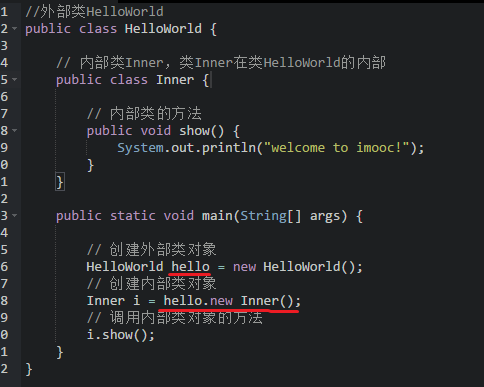 1 //外部类HelloWorld
2 public class HelloWorld {
3
4 // 内部类Inner，类Inner在类HelloWorld的内部
5 public class Inner {
6
7 // 内部类的方法
8 public void show() {
9 System.out.println("welcome to imooc!");
0 }
1 }
2
3 public static void main(String[] args) {
4
5 // 创建外部类对象
6 HelloWorld hello = new HelloWorld();
7 // 创建内部类对象
8 Inner i = hello.new Inner();
9 // 调用内部类对象的方法
0 i.show();
1 }
2 }